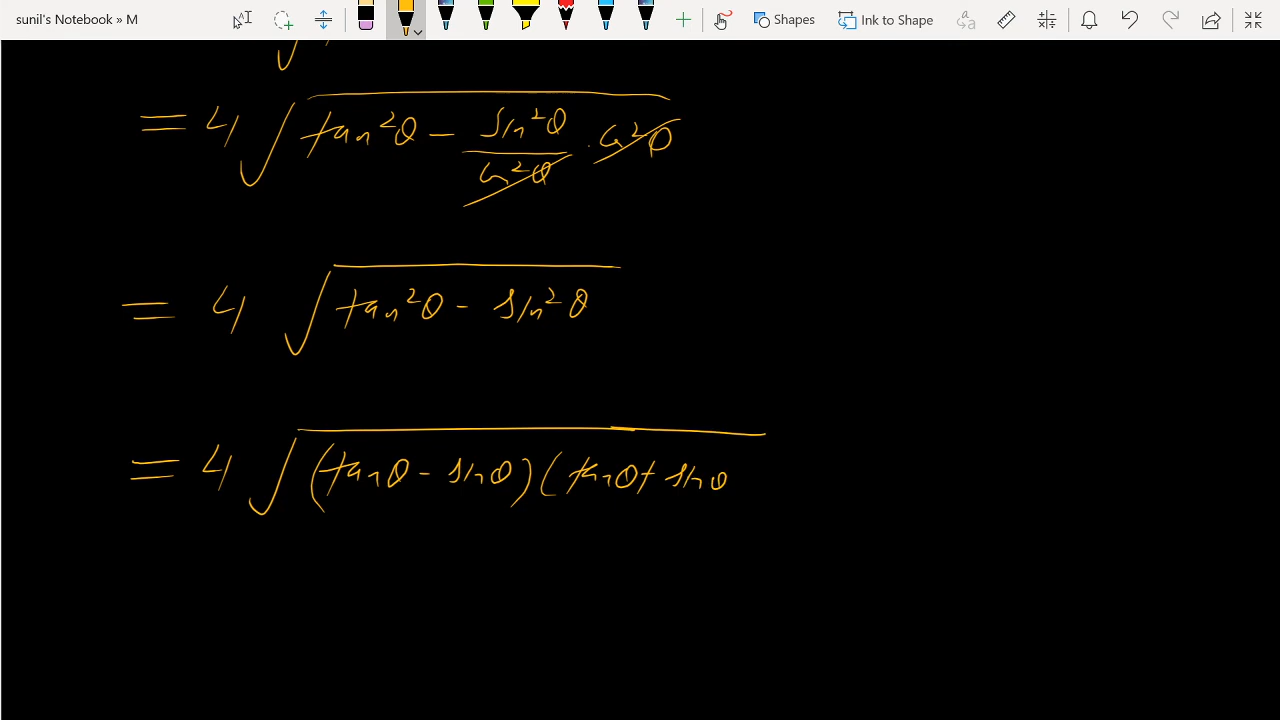 sunil's Notebook » M
Shapes
Ink to Shape
= 4 √(tan²θ − sin²θ/cos²θ · cos²θ)
= 4 √(tan²θ − sin²θ)
= 4 √((tanθ − sinθ)(tanθ + sinθ